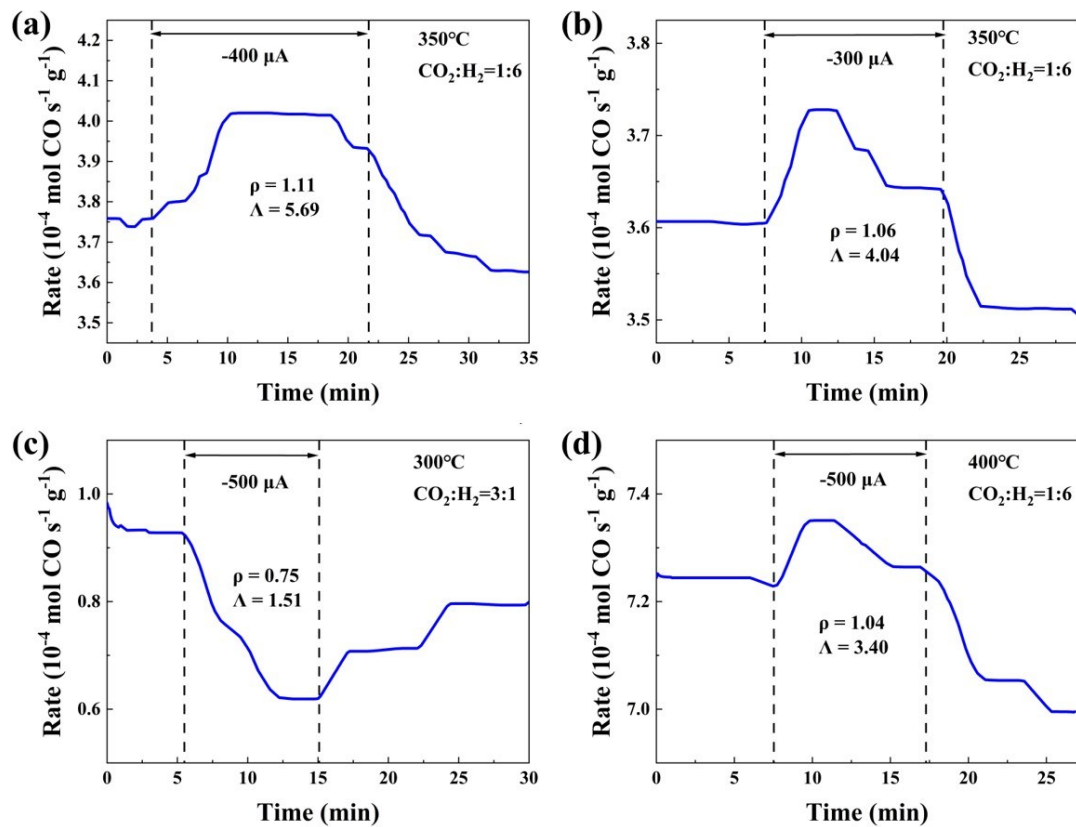 (a)
-400 μA
350°C
CO₂:H₂=1:6
ρ = 1.11
Λ = 5.69
Rate (10⁻⁴ mol CO s⁻¹ g⁻¹)
4.2
4.1
4.0
3.9
3.8
3.7
3.6
3.5
0 5 10 15 20 25 30 35
Time (min)
(b)
-300 μA
350°C
CO₂:H₂=1:6
ρ = 1.06
Λ = 4.04
Rate (10⁻⁴ mol CO s⁻¹ g⁻¹)
3.8
3.7
3.6
3.5
0 5 10 15 20 25
Time (min)
(c)
-500 μA
300°C
CO₂:H₂=3:1
ρ = 0.75
Λ = 1.51
Rate (10⁻⁴ mol CO s⁻¹ g⁻¹)
1.0
0.8
0.6
0 5 10 15 20 25 30
Time (min)
(d)
-500 μA
400°C
CO₂:H₂=1:6
ρ = 1.04
Λ = 3.40
Rate (10⁻⁴ mol CO s⁻¹ g⁻¹)
7.4
7.2
7.0
0 5 10 15 20 25
Time (min)